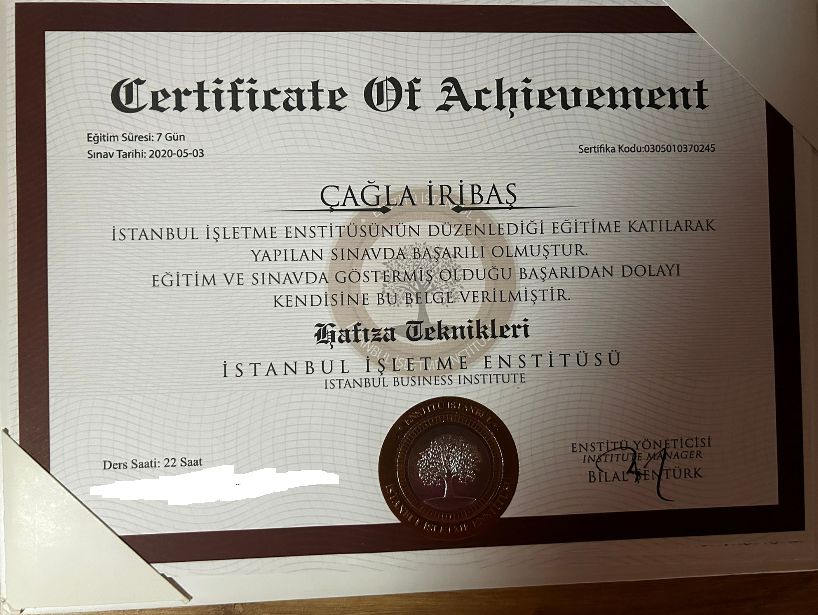 Certificate Of Achievement
Eğitim Süresi: 7 Gün
Sınav Tarihi: 2020-05-03
Sertifika Kodu:0305010370245
ÇAĞLA İRİBAŞ
İSTANBUL İŞLETME ENSTİTÜSÜNÜN DÜZENLEDİĞİ EĞİTİME KATILARAK
YAPILAN SINAVDA BAŞARILI OLMUŞTUR.
EĞİTİM VE SINAVDA GÖSTERMİŞ OLDUĞU BAŞARIDAN DOLAYI
KENDİSİNE BU BELGE VERİLMİŞTİR.
Hafıza Teknikleri
İSTANBUL İŞLETME ENSTİTÜSÜ
ISTANBUL BUSINESS INSTITUTE
Ders Saati: 22 Saat
ENSTİTÜ YÖNETİCİSİ
INSTITUTE MANAGER
BİLAL ŞENTÜRK